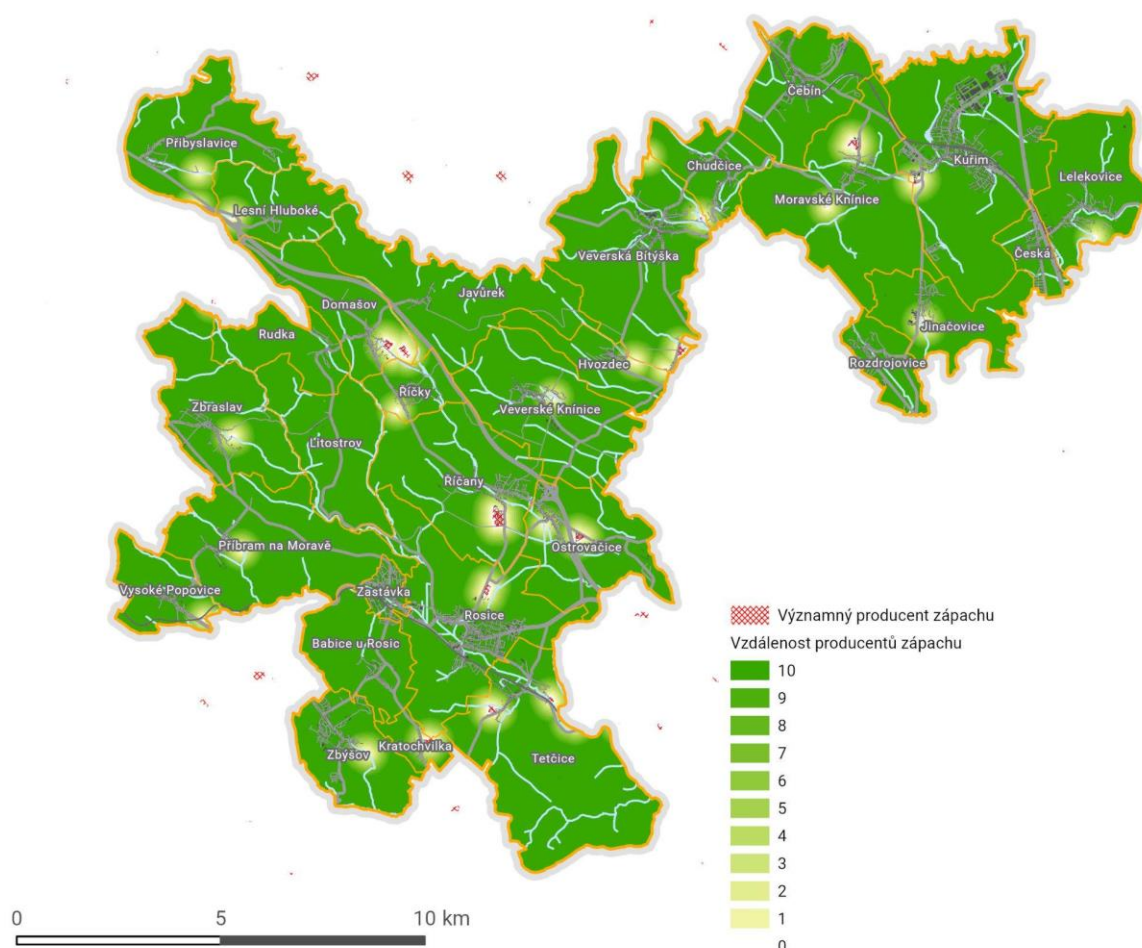 Čebín
Přibyslavice
Kuřim
Chudčice
Lelekovice
Moravské Knínice
Lesní Hluboké
Česká
Veverská Bítýška
Javůrek
Domašov
Jinačovice
Rudka
Hvozdec
Rozdrojovice
Říčky
Zbraslav
Veverské Knínice
Litostrov
Říčany
Příbram na Moravě
Ostrovačice
Vysoké Popovice
Zastávka
Rosice
Babice u Rosic
Zbýšov
Kratochvilka
Tetčice
Významný producent zápachu
Vzdálenost producentů zápachu
10
9
8
7
6
5
4
3
2
1
0
0 5 10 km